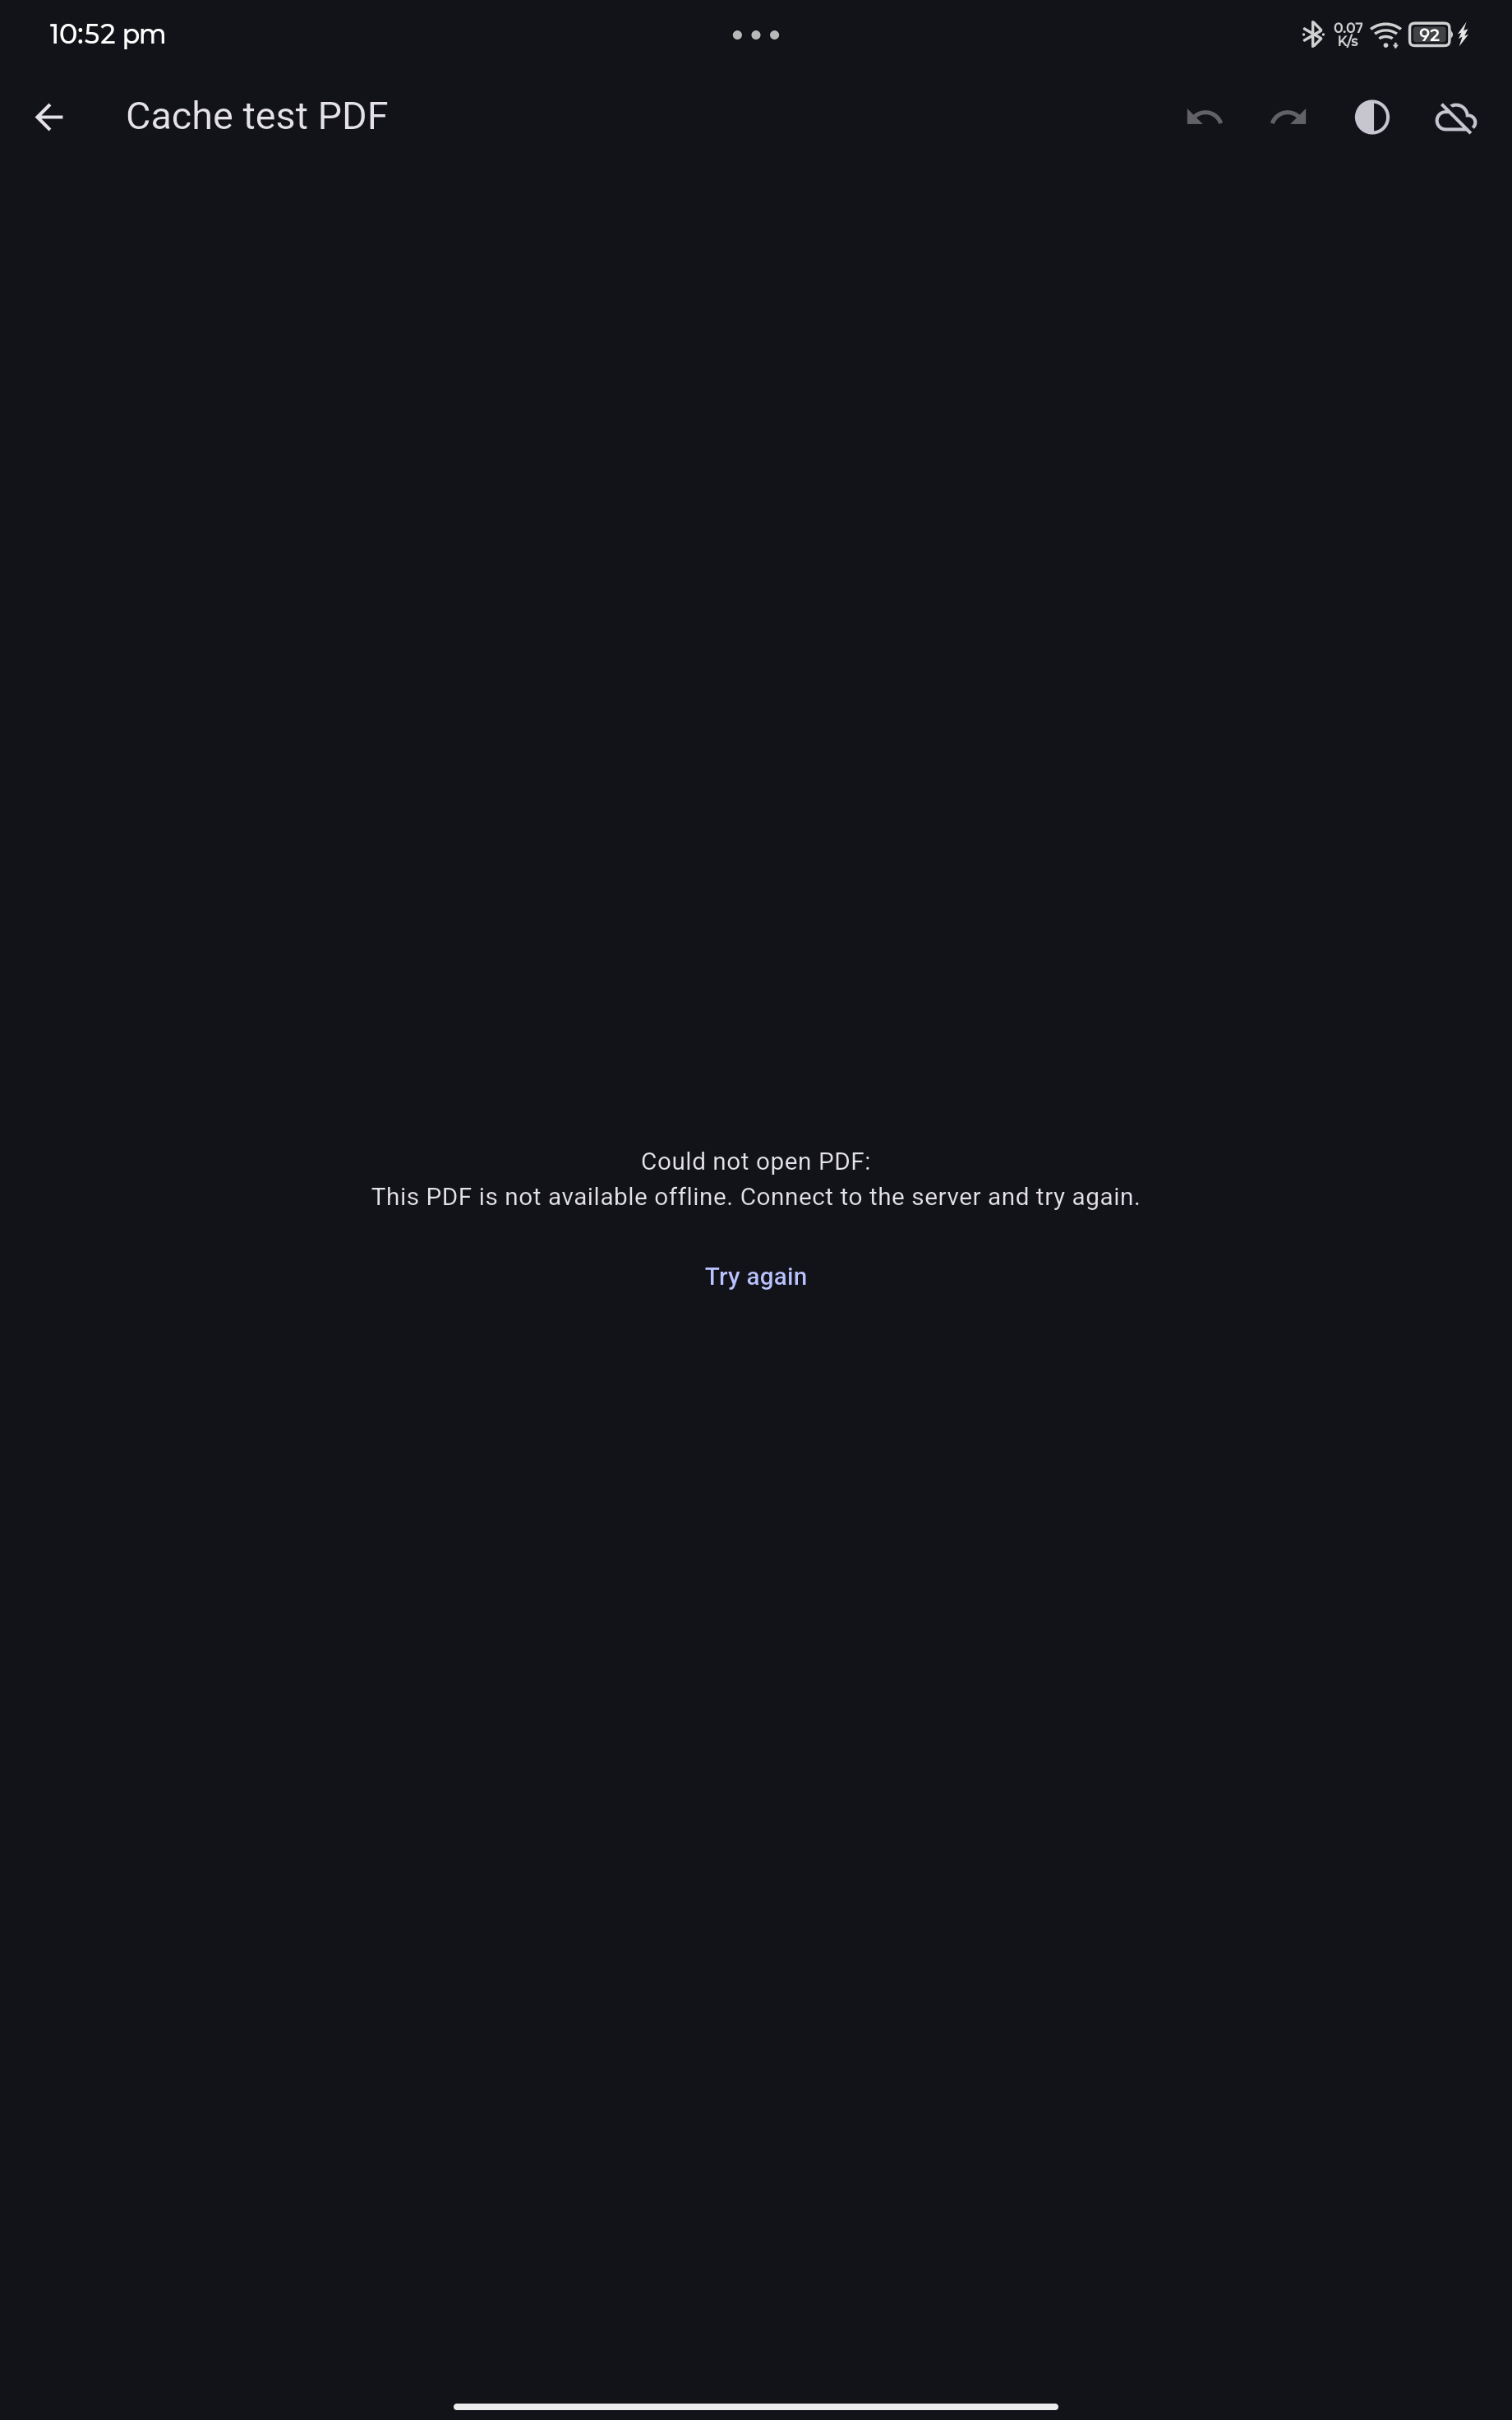 10:52 pm
0.07
K/s
92
Cache test PDF
Could not open PDF:
This PDF is not available offline. Connect to the server and try again.
Try again